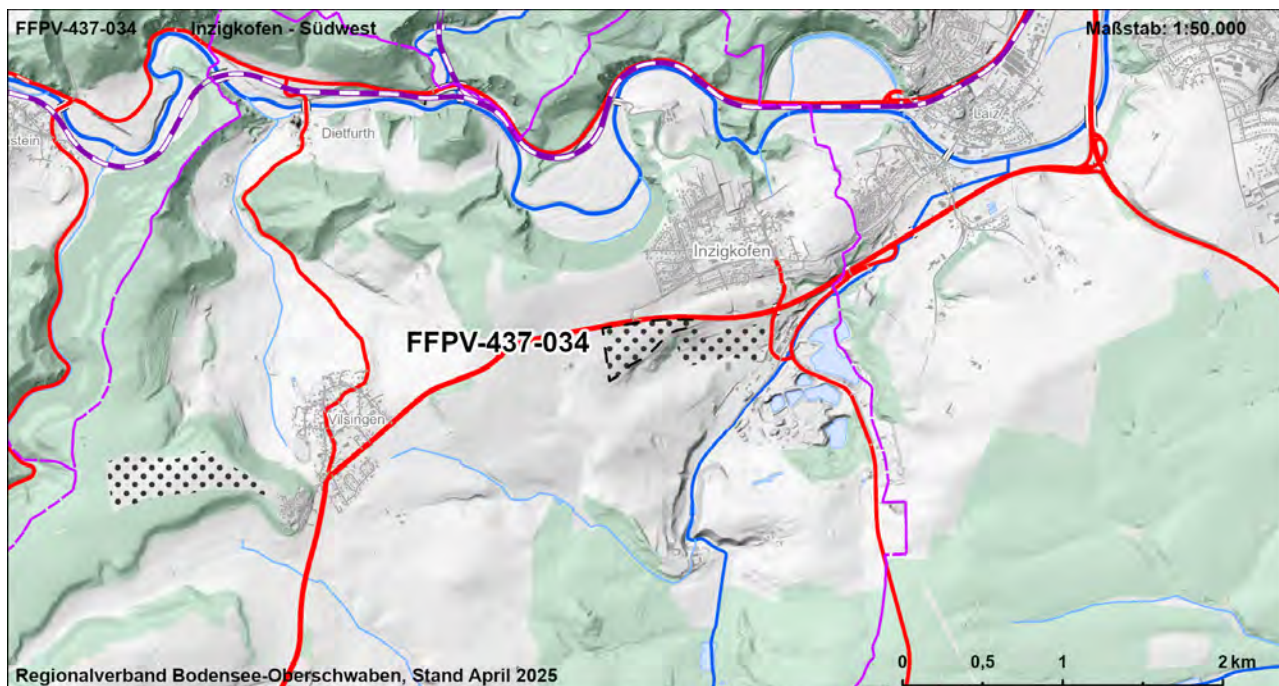 FFPV-437-034 Inzigkofen - Südwest Maßstab: 1:50.000
Laiz
Dietfurth
stein
Inzigkofen
FFPV-437-034
Vilsingen
0 0,5 1 2 km
Regionalverband Bodensee-Oberschwaben, Stand April 2025